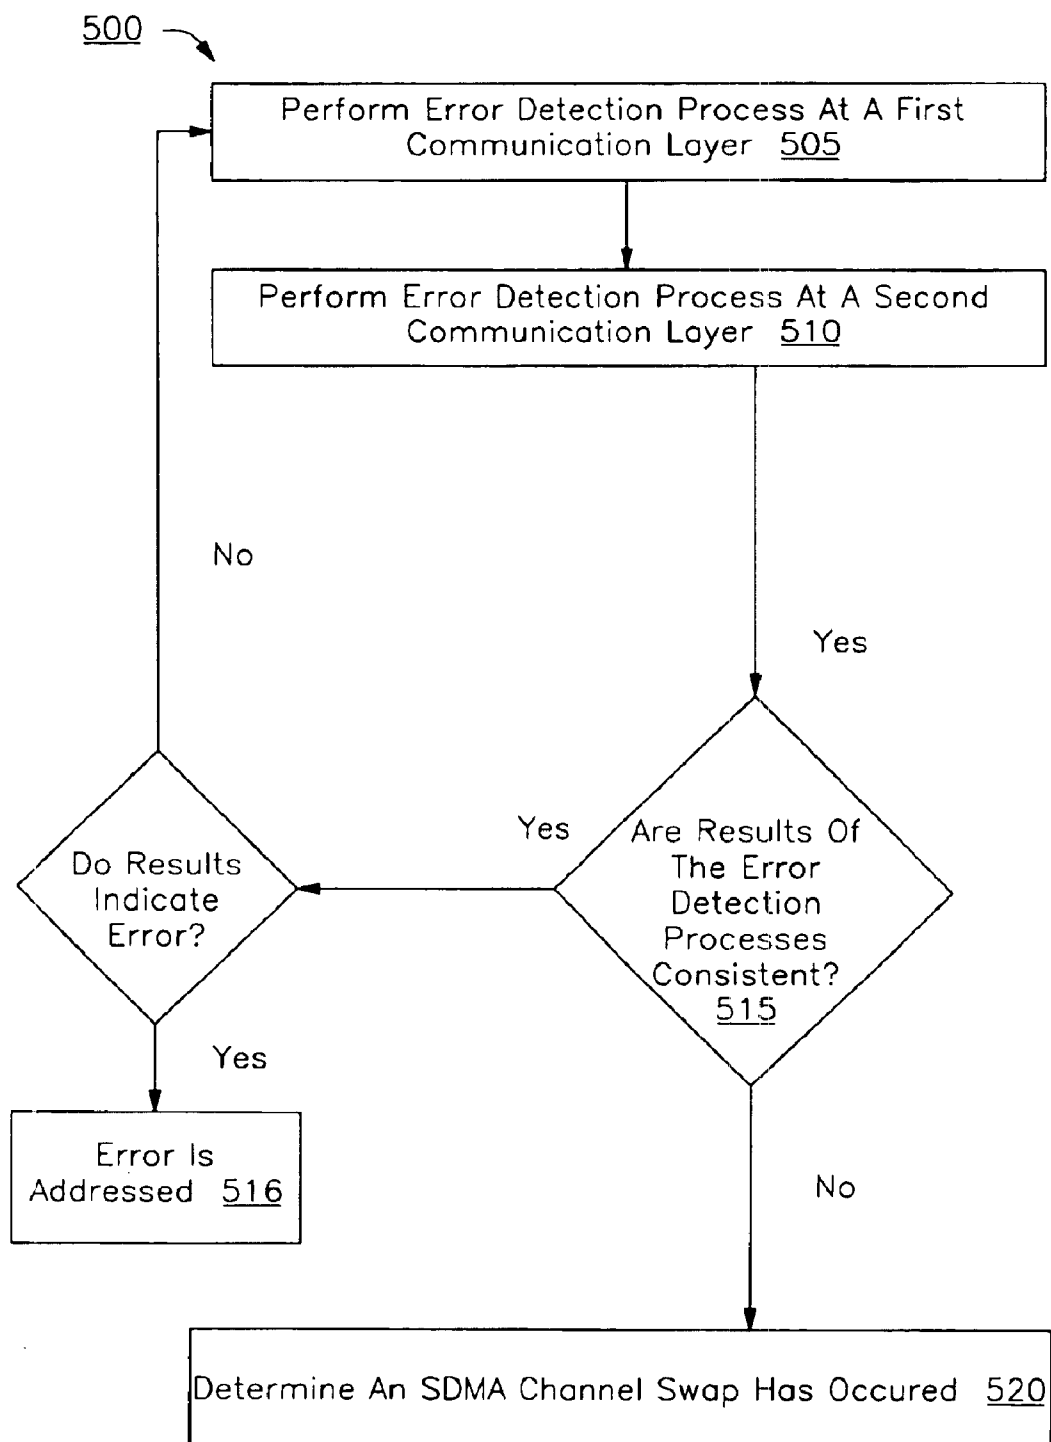 500
Perform Error Detection Process At A First
Communication Layer 505
Perform Error Detection Process At A Second
Communication Layer 510
No
Yes
Yes
Are Results Of
The Error
Detection
Processes
Consistent?
515
Do Results
Indicate
Error?
Yes
Error Is
Addressed 516
No
Determine An SDMA Channel Swap Has Occured 520